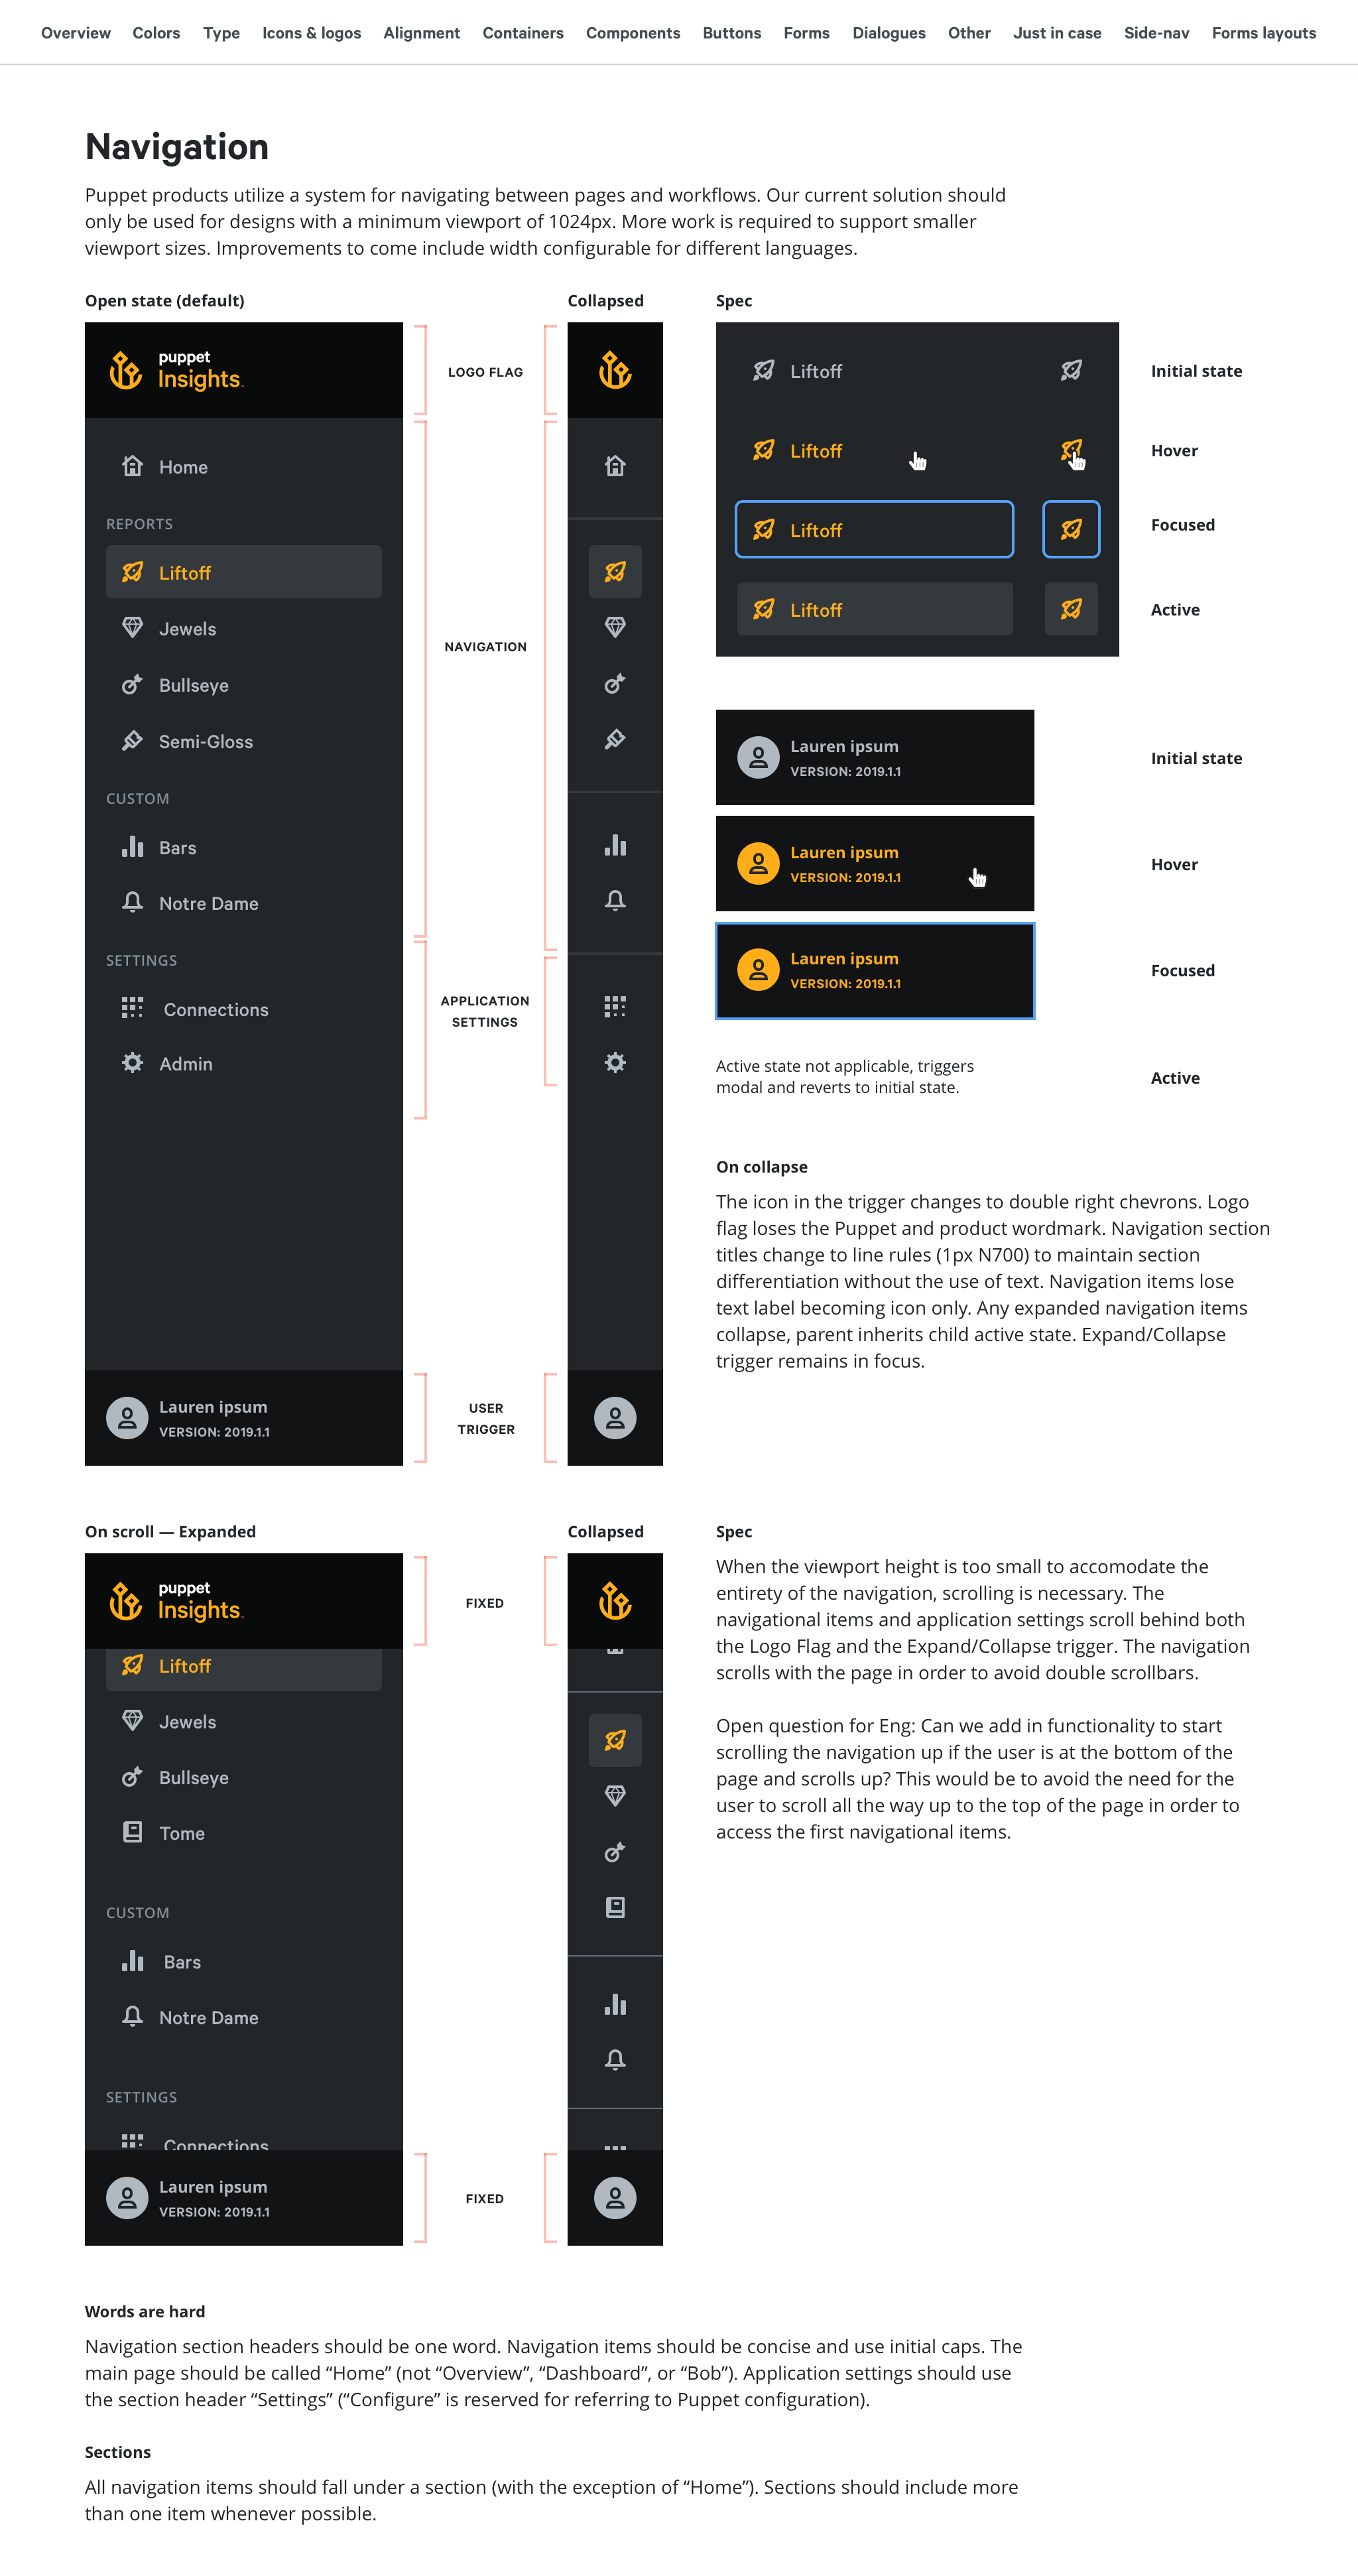 Overview Colors Type Icons & logos Alignment Containers Components Buttons Forms Dialogues Other Just in case Side-nav Forms layouts
Navigation
Puppet products utilize a system for navigating between pages and workflows. Our current solution should
only be used for designs with a minimum viewport of 1024px. More work is required to support smaller
viewport sizes. Improvements to come include width configurable for different languages.
Open state (default)
puppet
Insights
Home
REPORTS
Liftoff
Jewels
Bullseye
Semi-Gloss
CUSTOM
Bars
Notre Dame
SETTINGS
Connections
Admin
Lauren ipsum
VERSION: 2019.1.1
LOGO FLAG
NAVIGATION
APPLICATION
SETTINGS
USER
TRIGGER
Collapsed
Spec
Liftoff
Initial state
Liftoff
Hover
Liftoff
Focused
Liftoff
Active
Lauren ipsum
VERSION: 2019.1.1
Initial state
Lauren ipsum
VERSION: 2019.1.1
Hover
Lauren ipsum
VERSION: 2019.1.1
Focused
Active state not applicable, triggers
modal and reverts to initial state.
Active
On collapse
The icon in the trigger changes to double right chevrons. Logo
flag loses the Puppet and product wordmark. Navigation section
titles change to line rules (1px N700) to maintain section
differentiation without the use of text. Navigation items lose
text label becoming icon only. Any expanded navigation items
collapse, parent inherits child active state. Expand/Collapse
trigger remains in focus.
On scroll — Expanded
puppet
Insights
Liftoff
Jewels
Bullseye
Tome
CUSTOM
Bars
Notre Dame
SETTINGS
Connections
Lauren ipsum
VERSION: 2019.1.1
FIXED
FIXED
Collapsed
Spec
When the viewport height is too small to accomodate the
entirety of the navigation, scrolling is necessary. The
navigational items and application settings scroll behind both
the Logo Flag and the Expand/Collapse trigger. The navigation
scrolls with the page in order to avoid double scrollbars.
Open question for Eng: Can we add in functionality to start
scrolling the navigation up if the user is at the bottom of the
page and scrolls up? This would be to avoid the need for the
user to scroll all the way up to the top of the page in order to
access the first navigational items.
Words are hard
Navigation section headers should be one word. Navigation items should be concise and use initial caps. The
main page should be called “Home” (not “Overview”, “Dashboard”, or “Bob”). Application settings should use
the section header “Settings” (“Configure” is reserved for referring to Puppet configuration).
Sections
All navigation items should fall under a section (with the exception of “Home”). Sections should include more
than one item whenever possible.